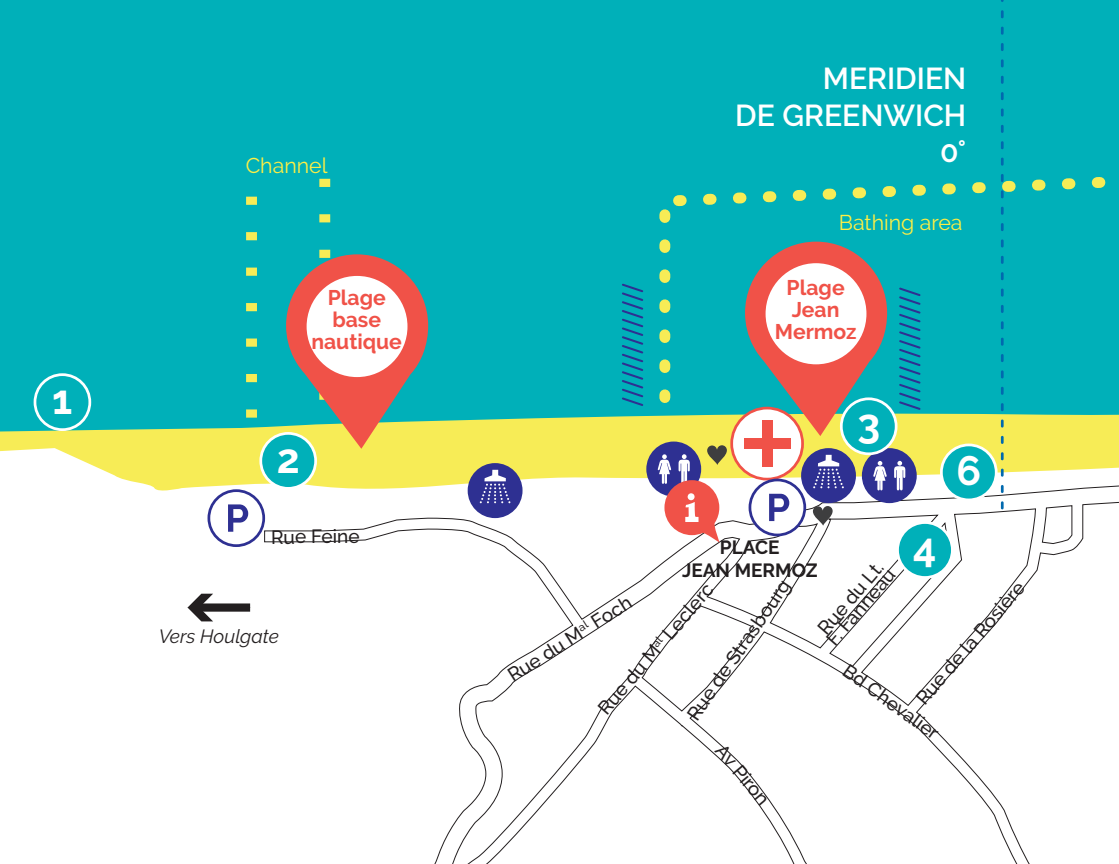 MERIDIEN
DE GREENWICH
0°
Channel
Bathing area
Plage
base
nautique
Plage
Jean
Mermoz
1
2
3
6
4
P
P
i
Rue Feine
PLACE
JEAN MERMOZ
Vers Houlgate
Rue du Mal Foch
Rue du Mal Leclerc
Rue de Strasbourg
Rue du Lt.
F. Fanneau
Rue de la Rosière
Bd Chevalier
Av Piron